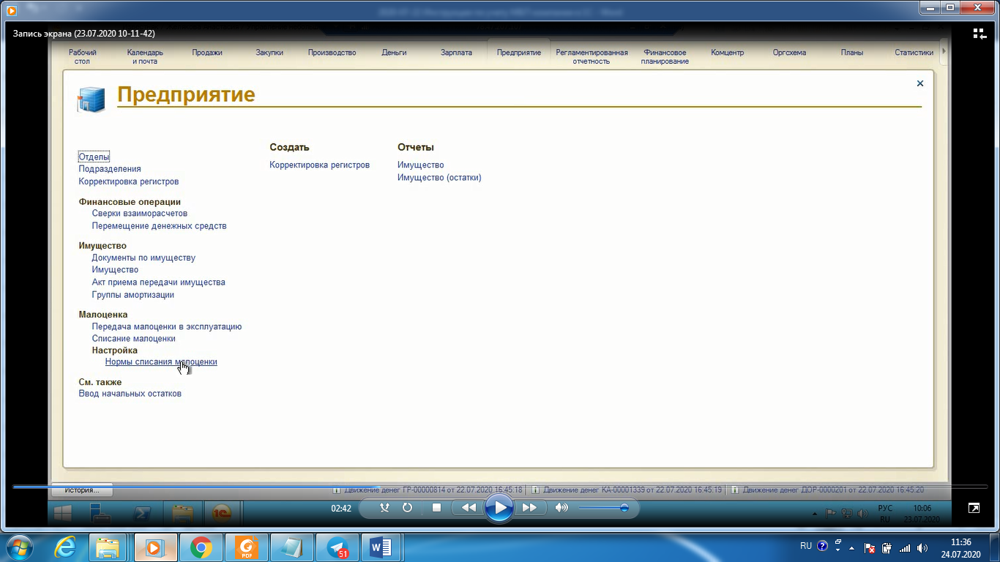 Запись экрана (23.07.2020 10-11-42)
Рабочий стол
Календарь и почта
Продажи
Закупки
Производство
Деньги
Зарплата
Предприятие
Регламентированная отчетность
Финансовое планирование
Комцентр
Оргсхема
Планы
Статистики
Предприятие
Отделы
Подразделения
Корректировка регистров
Финансовые операции
Сверки взаиморасчетов
Перемещение денежных средств
Имущество
Документы по имуществу
Имущество
Акт приема передачи имущества
Группы амортизации
Малоценка
Передача малоценки в эксплуатацию
Списание малоценки
Настройка
Нормы списания малоценки
См. также
Ввод начальных остатков
Создать
Корректировка регистров
Отчеты
Имущество
Имущество (остатки)
История...
Движение денег ГР-00000814 от 22.07.2020 16:45:18
Движение денег КА-00001339 от 22.07.2020 16:45:19
Движение денег ДОР-0000201 от 22.07.2020 16:45:20
02:42
РУС
RU
10:06
23.07.2020
PDF
51
RU
11:36
24.07.2020